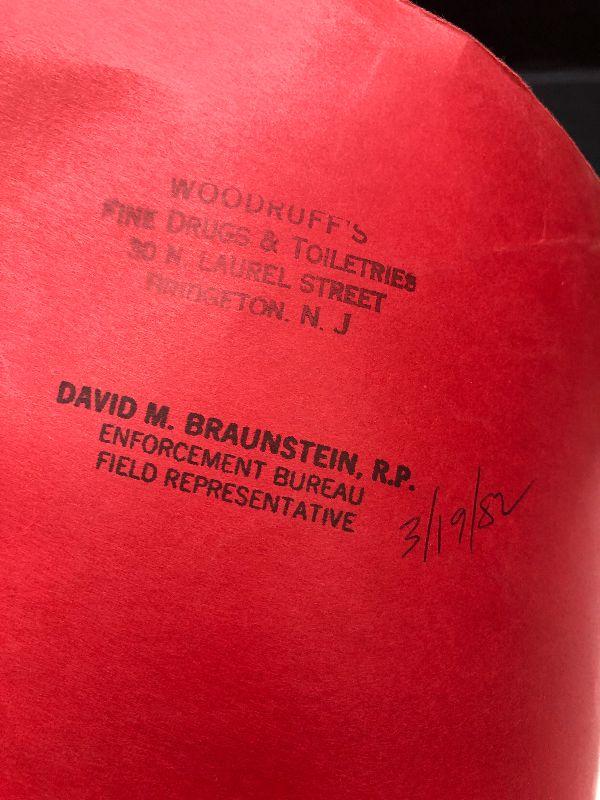 WOODRUFF'S
FINE DRUGS & TOILETRIES
30 N. LAUREL STREET
BRIDGETON. N. J
DAVID M. BRAUNSTEIN, R.P.
ENFORCEMENT BUREAU
FIELD REPRESENTATIVE
3/19/82